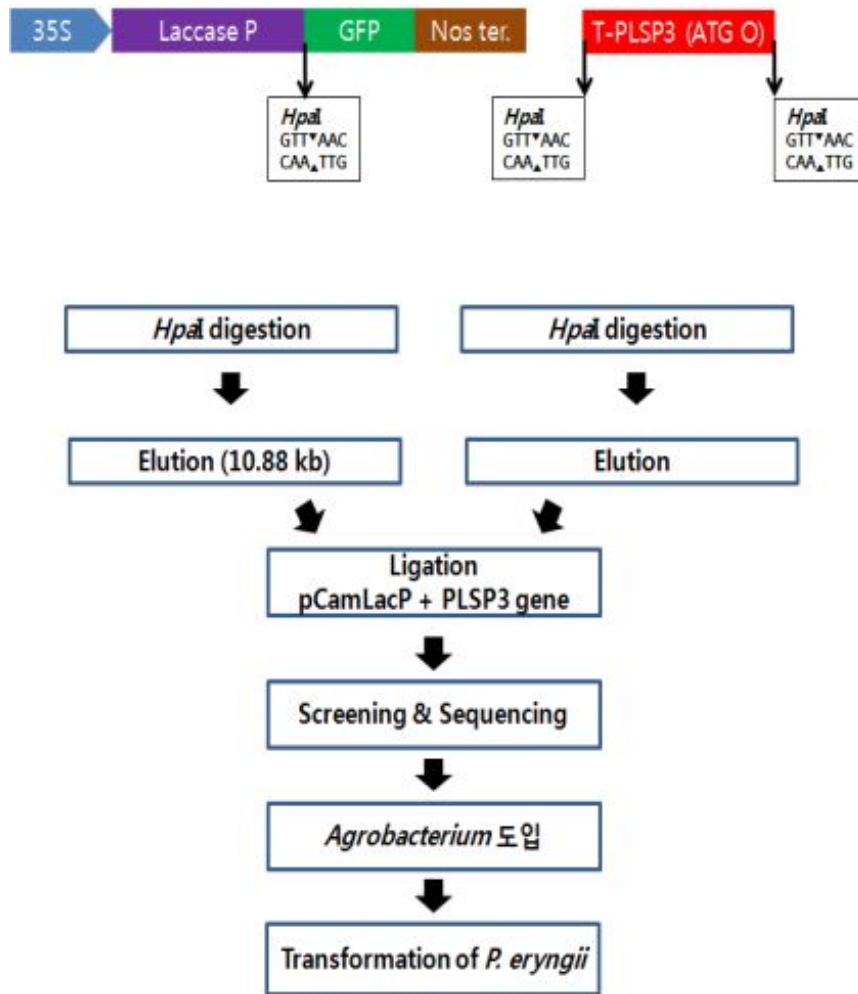 35S Laccase P GFP Nos ter. T-PLSP3 (ATG O)
HpaI HpaI HpaI
GTT▼AAC GTT▼AAC GTT▼AAC
CAA▲TTG CAA▲TTG CAA▲TTG
HpaI digestion HpaI digestion
Elution (10.88 kb) Elution
Ligation
pCamLacP + PLSP3 gene
Screening & Sequencing
Agrobacterium 도입
Transformation of P. eryngii